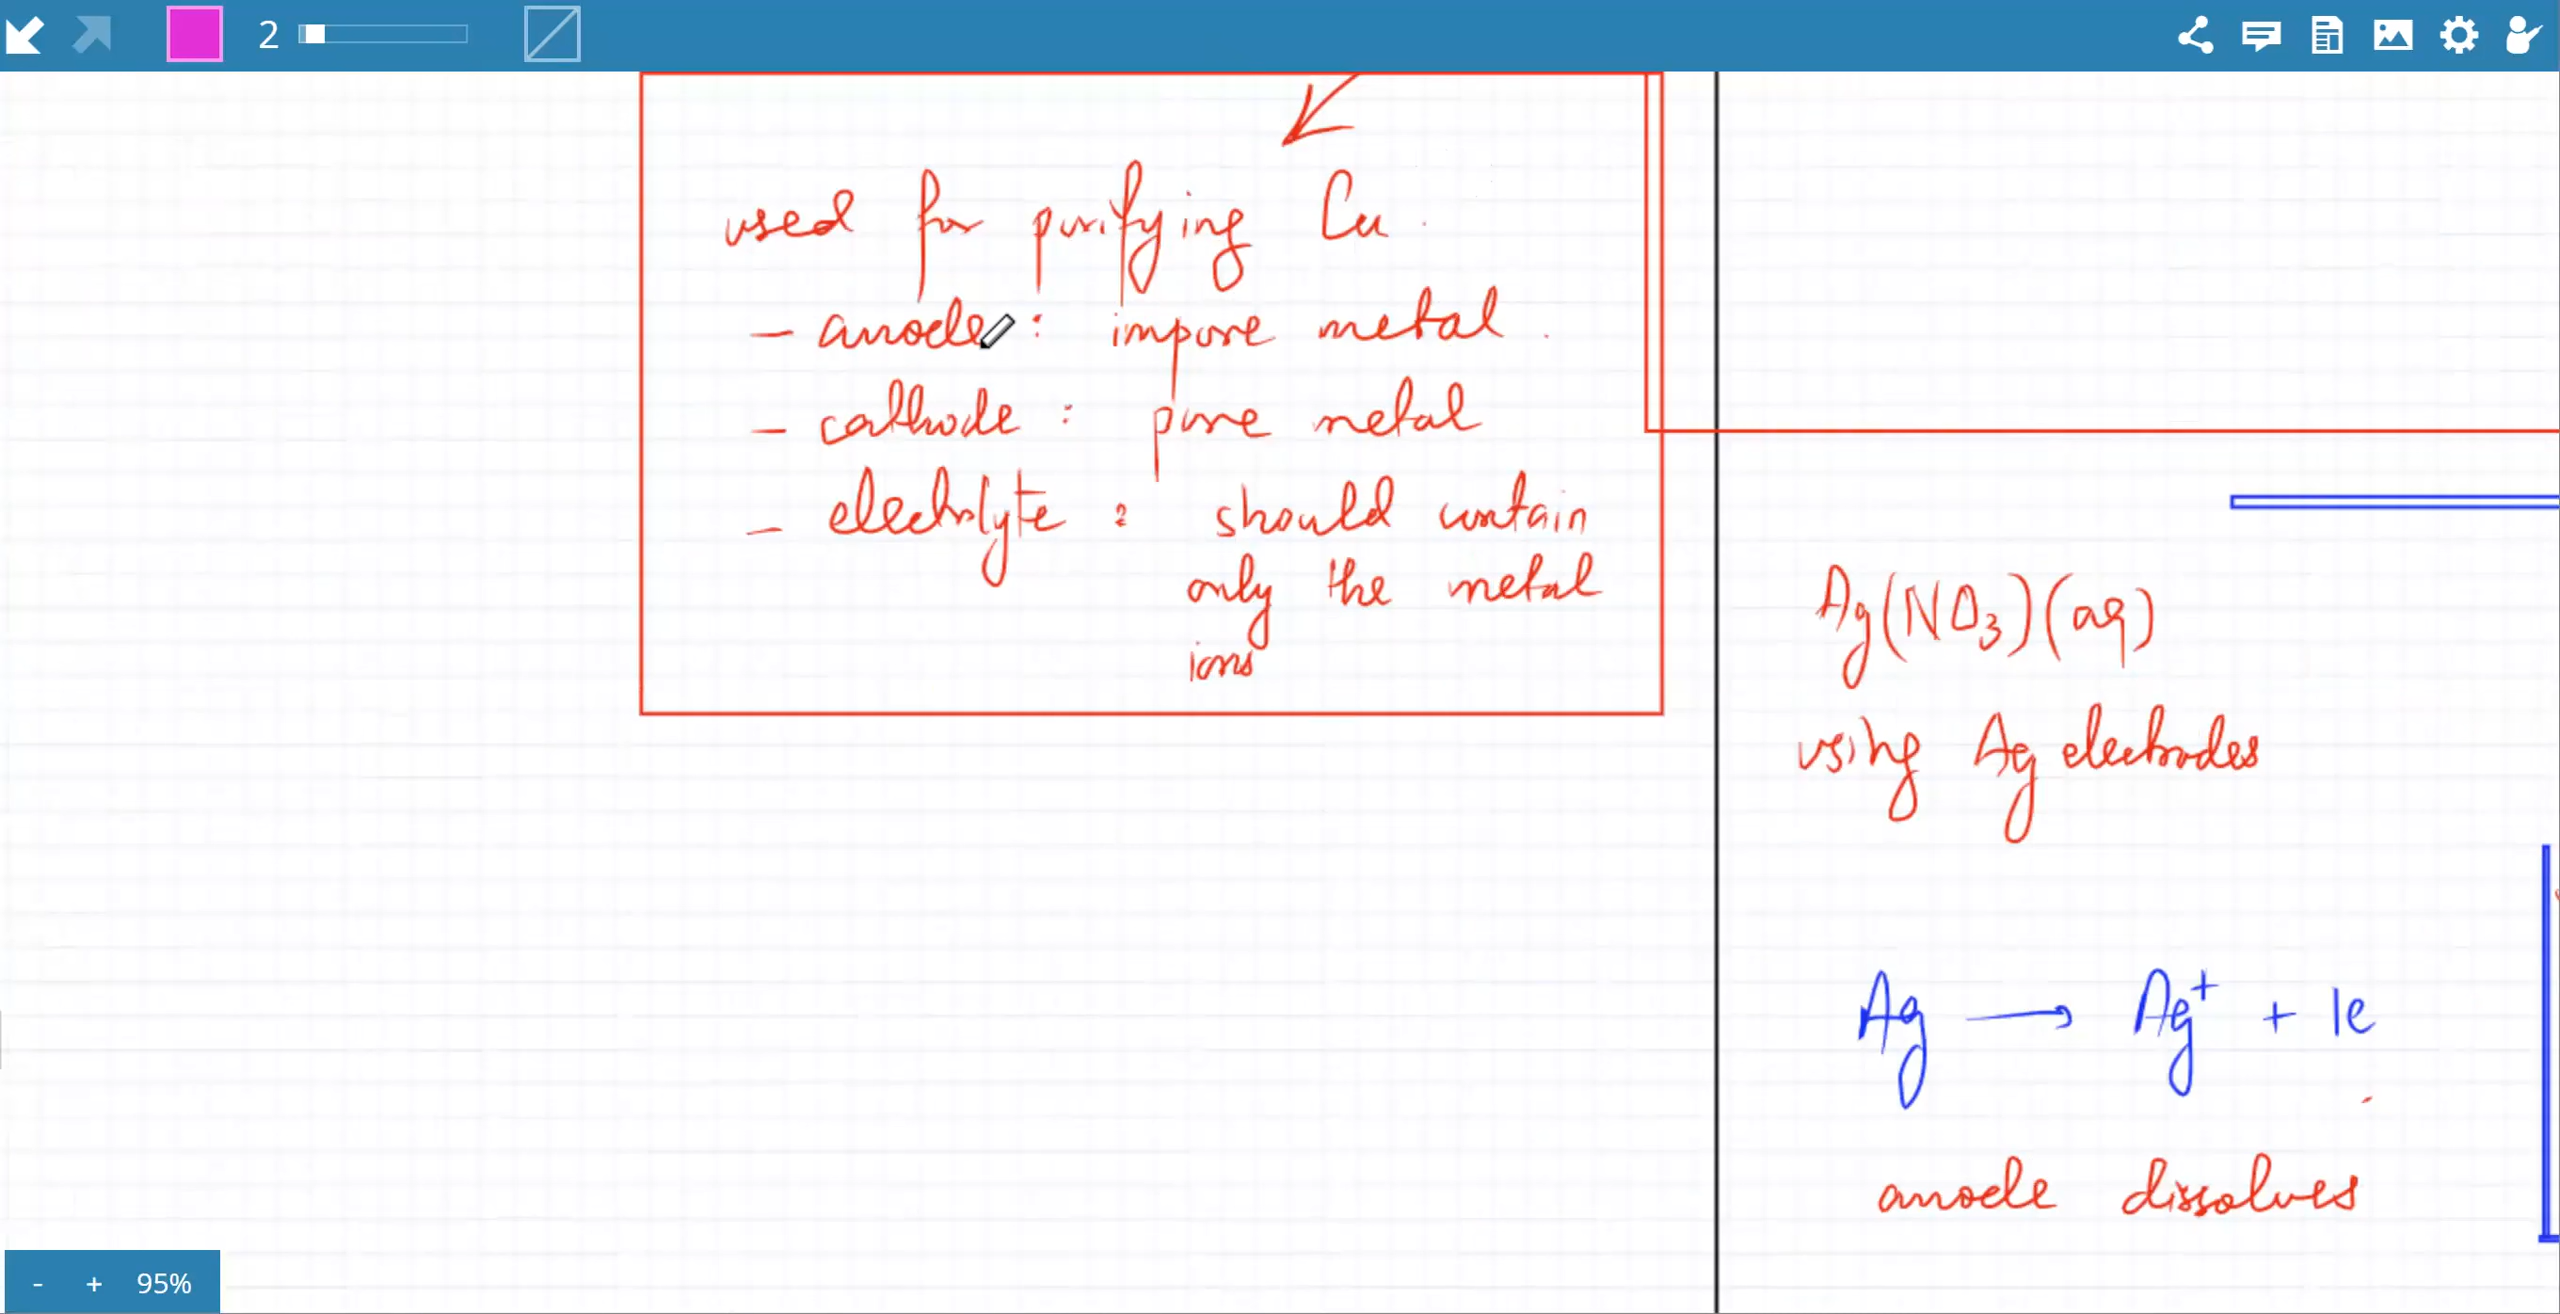 2
used for purifying Cu.
- anode : impure metal.
- cathode : pure metal
- electrolyte : should contain
only the metal
ions
Ag(NO₃)(aq)
using Ag electrodes
Ag → Ag⁺ + 1e
anode dissolves
- + 95%